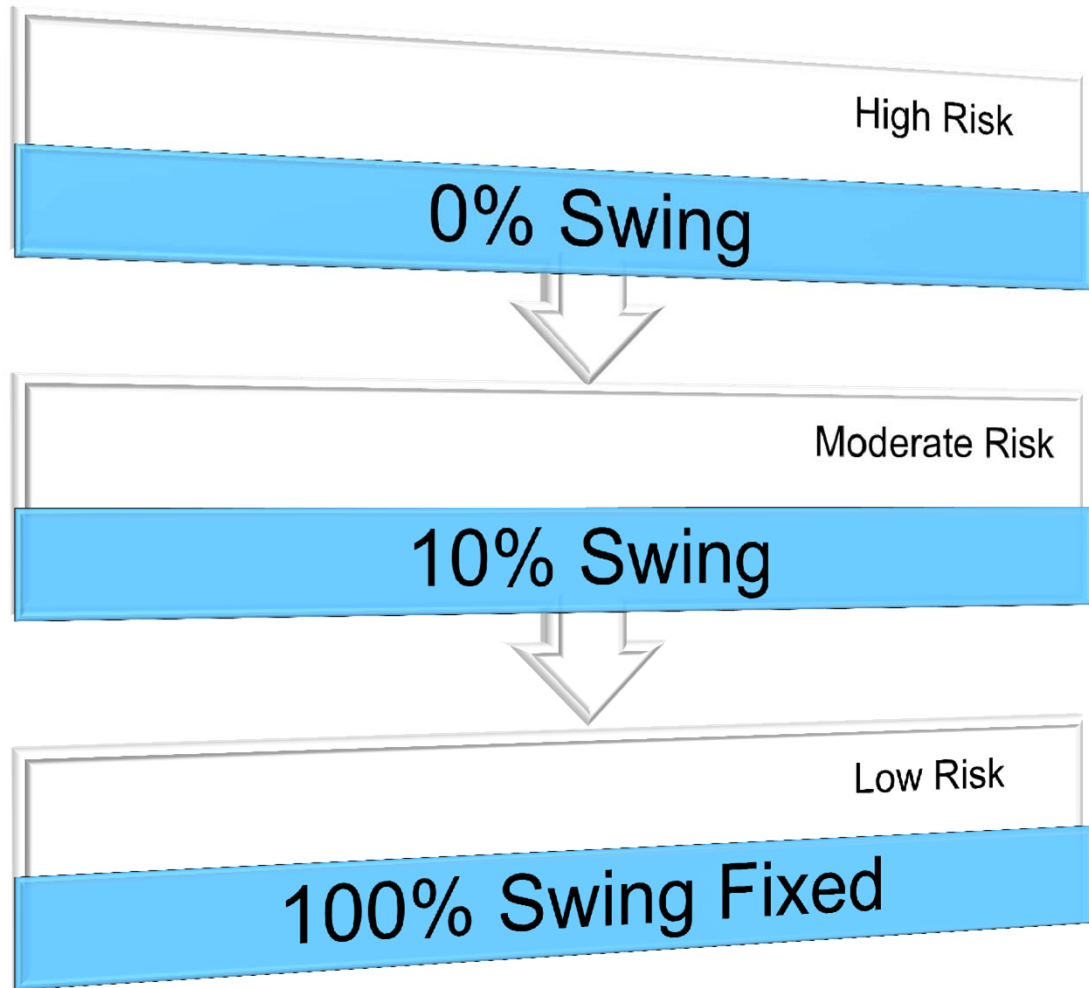 High Risk
0% Swing
Moderate Risk
10% Swing
Low Risk
100% Swing Fixed